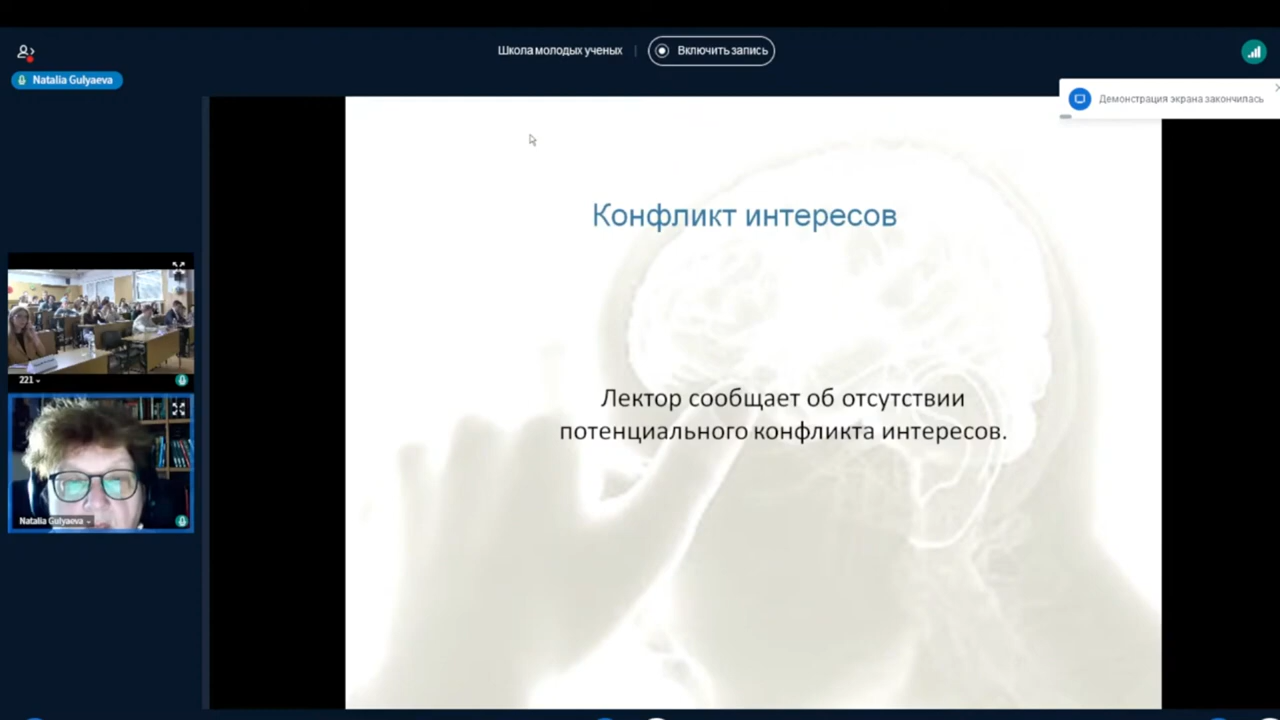 Школа молодых ученых
Включить запись
Natalia Gulyaeva
Демонстрация экрана закончилась
Конфликт интересов
Лектор сообщает об отсутствии
потенциального конфликта интересов.
221
Natalia Gulyaeva